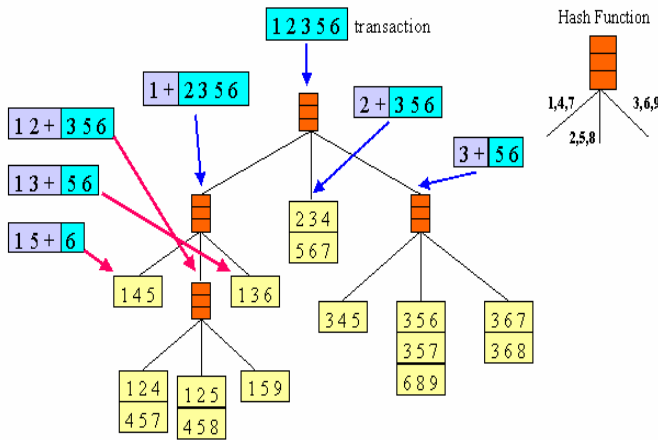 1 2 3 5 6 transaction
Hash Function
1,4,7
3,6,9
2,5,8
1 + 2 3 5 6
2 + 3 5 6
1 2 + 3 5 6
3 + 5 6
1 3 + 5 6
1 5 + 6
2 3 4
5 6 7
1 4 5
1 3 6
3 4 5
3 5 6
3 5 7
6 8 9
3 6 7
3 6 8
1 2 4
4 5 7
1 2 5
4 5 8
1 5 9